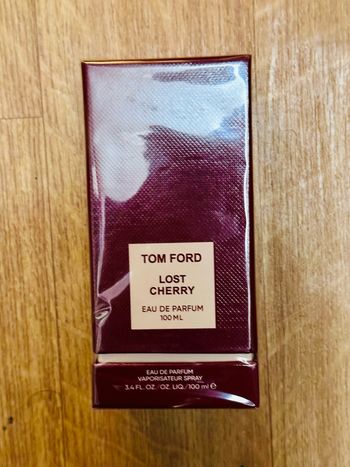 TOM FORD
LOST
CHERRY
EAU DE PARFUM
100 ML
EAU DE PARFUM
VAPORISATEUR SPRAY
3.4 FL.OZ./OZ. LIQ./100 ml ℮